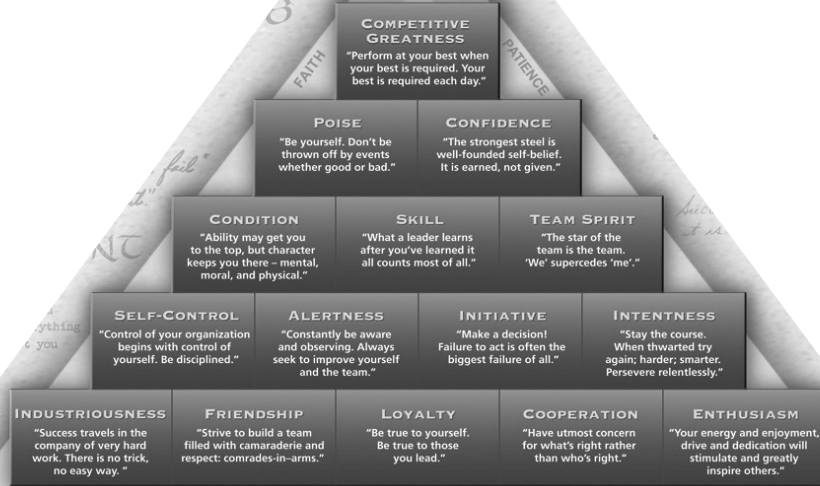 COMPETITIVE
GREATNESS
"Perform at your best when
your best is required. Your
best is required each day."
FAITH
PATIENCE
POISE
"Be yourself. Don't be
thrown off by events
whether good or bad."
CONFIDENCE
"The strongest steel is
well-founded self-belief.
It is earned, not given."
CONDITION
"Ability may get you
to the top, but character
keeps you there – mental,
moral, and physical."
SKILL
"What a leader learns
after you've learned it
all counts most of all."
TEAM SPIRIT
"The star of the
team is the team.
'We' supercedes 'me'."
SELF-CONTROL
"Control of your organization
begins with control of
yourself. Be disciplined."
ALERTNESS
"Constantly be aware
and observing. Always
seek to improve yourself
and the team."
INITIATIVE
"Make a decision!
Failure to act is often the
biggest failure of all."
INTENTNESS
"Stay the course.
When thwarted try
again; harder; smarter.
Persevere relentlessly."
INDUSTRIOUSNESS
"Success travels in the
company of very hard
work. There is no trick,
no easy way. "
FRIENDSHIP
"Strive to build a team
filled with camaraderie and
respect: comrades-in–arms."
LOYALTY
"Be true to yourself.
Be true to those
you lead."
COOPERATION
"Have utmost concern
for what's right rather
than who's right."
ENTHUSIASM
"Your energy and enjoyment,
drive and dedication will
stimulate and greatly
inspire others."
fail"
you